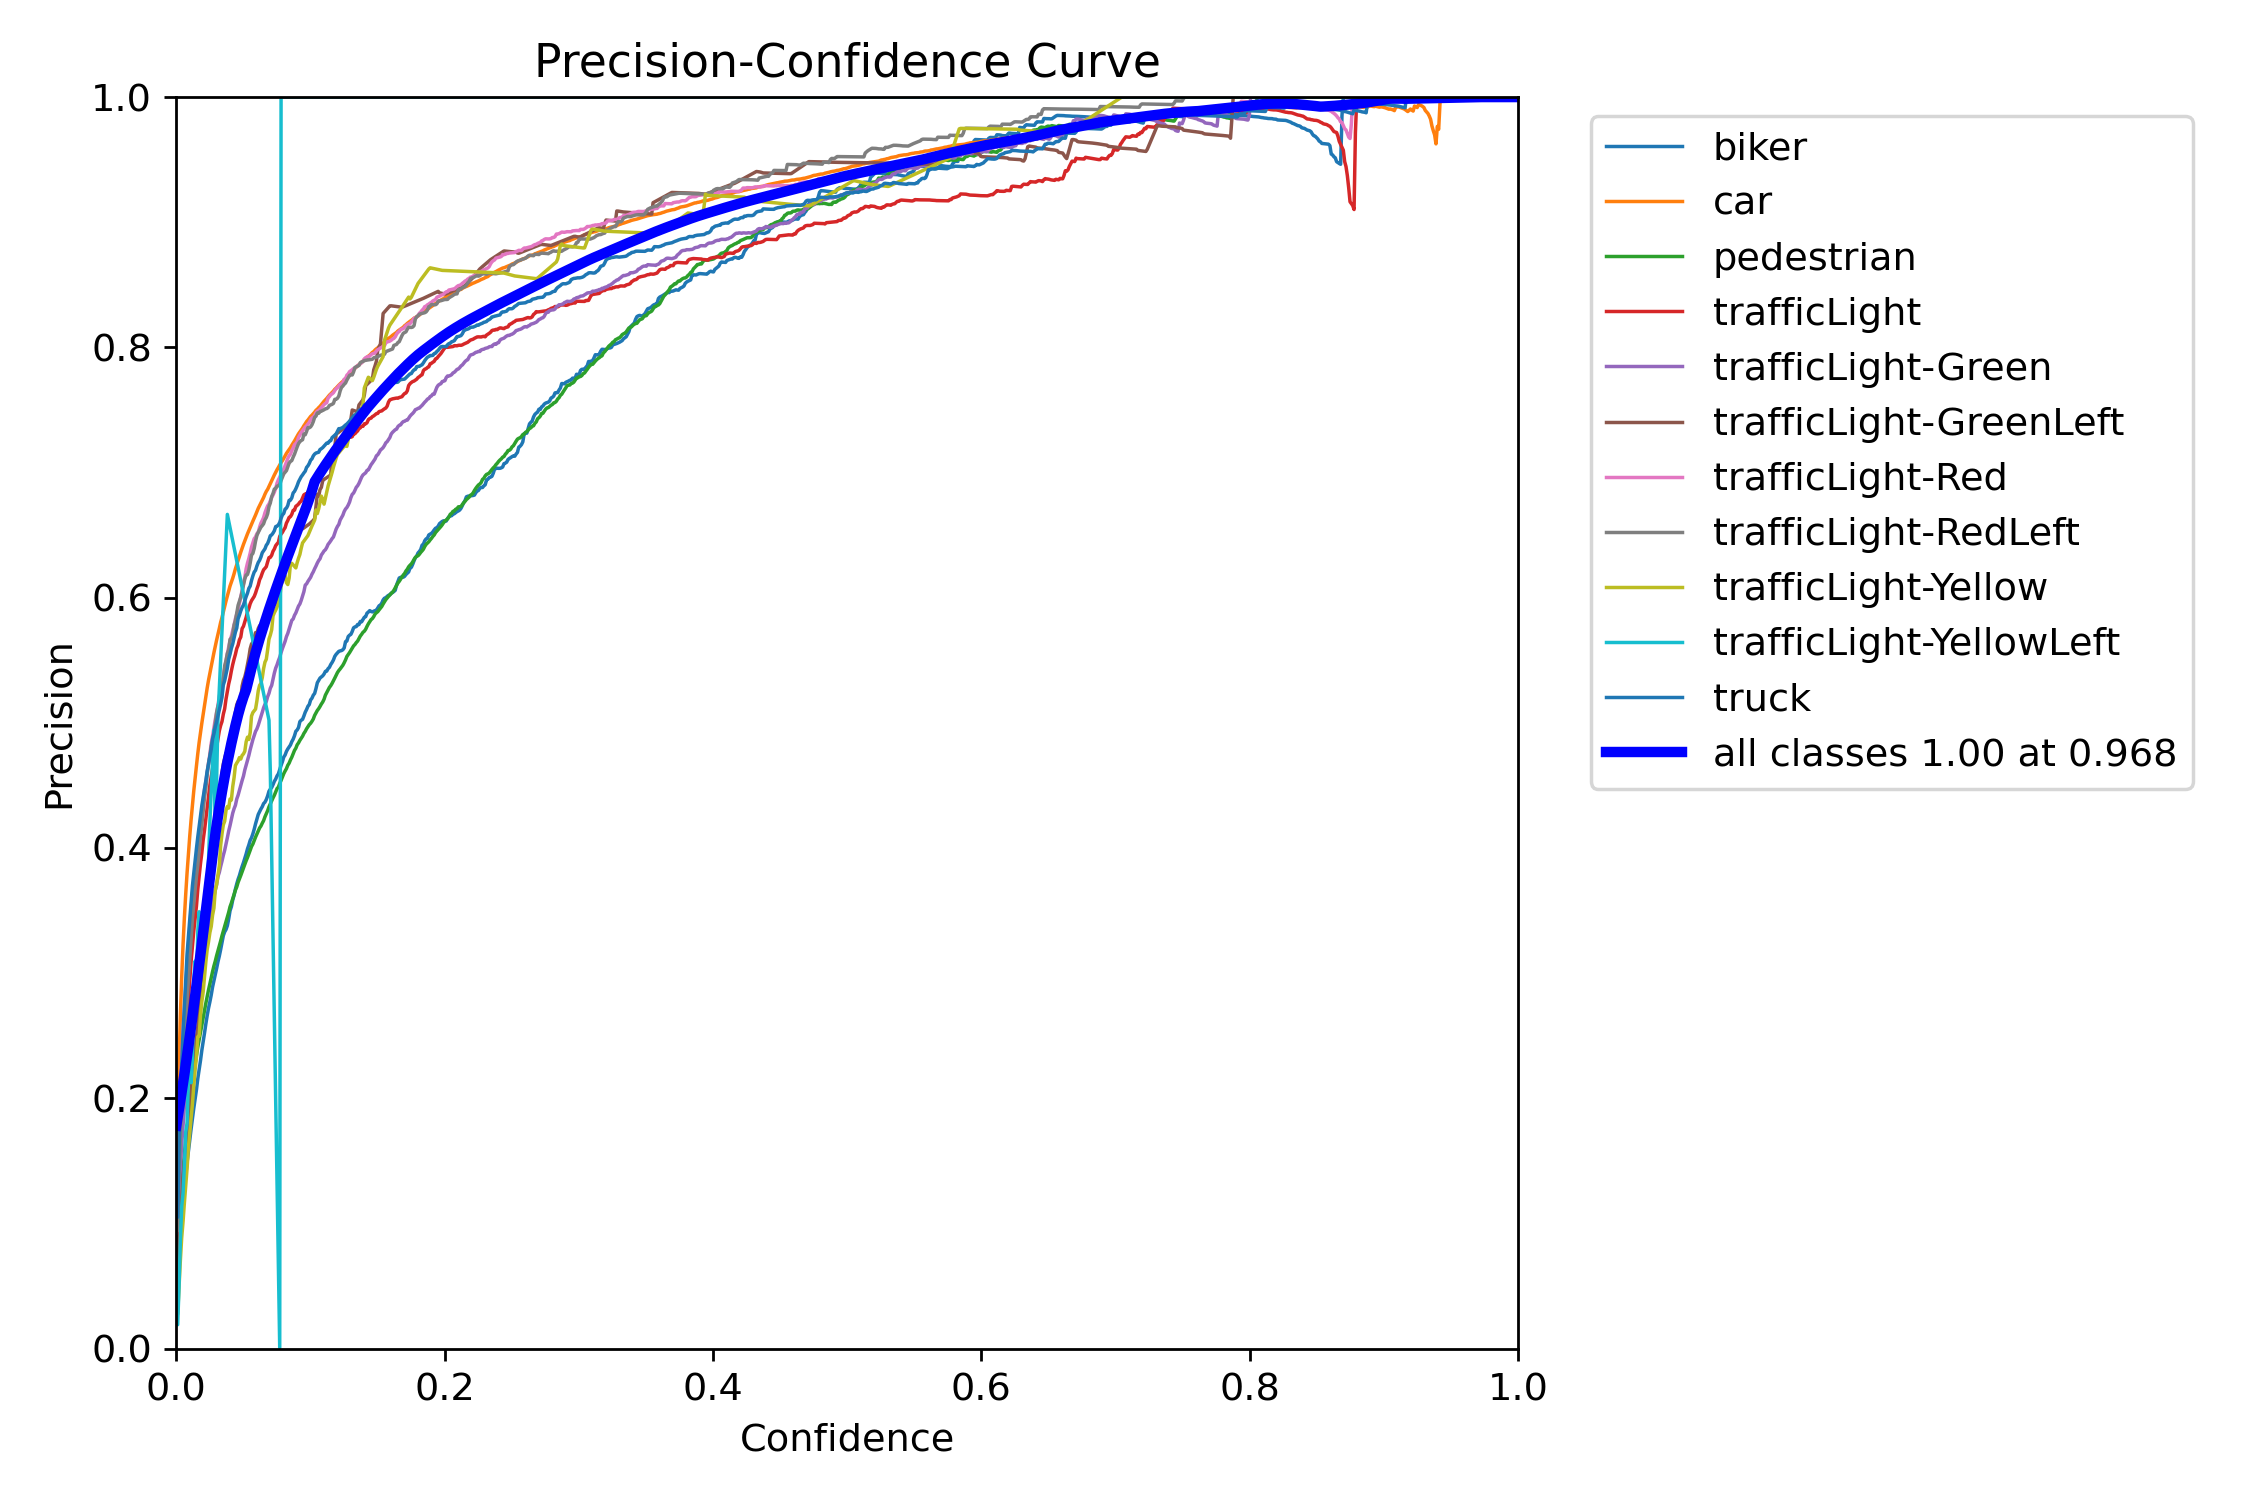 Precision-Confidence Curve
1.0
0.8
0.6
0.4
0.2
0.0
Precision
0.0 0.2 0.4 0.6 0.8 1.0
Confidence
biker
car
pedestrian
trafficLight
trafficLight-Green
trafficLight-GreenLeft
trafficLight-Red
trafficLight-RedLeft
trafficLight-Yellow
trafficLight-YellowLeft
truck
all classes 1.00 at 0.968